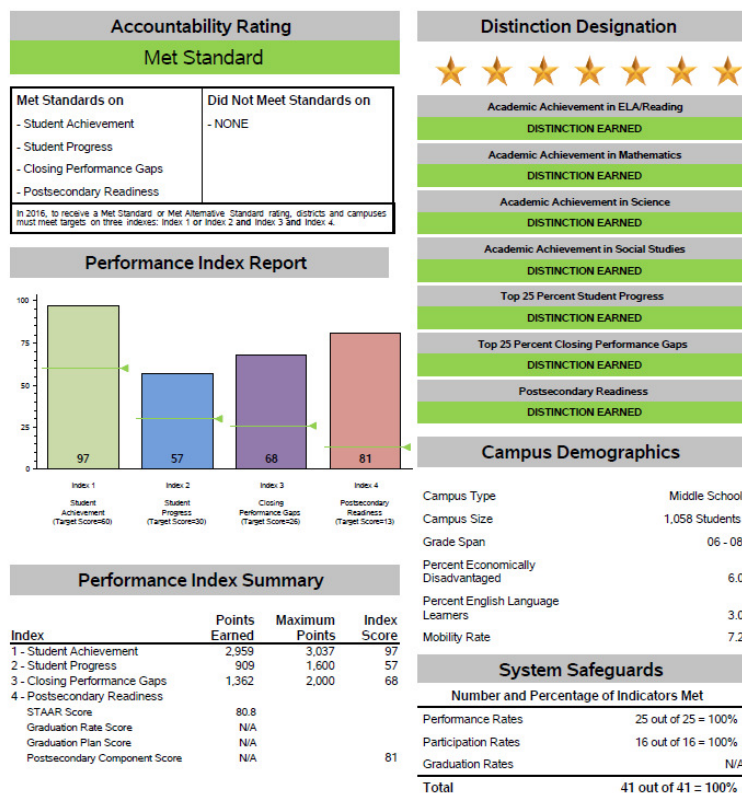 Accountability Rating
Met Standard
Met Standards on
- Student Achievement
- Student Progress
- Closing Performance Gaps
- Postsecondary Readiness
Did Not Meet Standards on
- NONE
In 2016, to receive a Met Standard or Met Alternative Standard rating, districts and campuses
must meet targets on three indexes: Index 1 or Index 2 and Index 3 and Index 4.
Performance Index Report
100
75
50
25
0
97
57
68
81
Index 1
Student
Achievement
(Target Score=60)
Index 2
Student
Progress
(Target Score=30)
Index 3
Closing
Performance Gaps
(Target Score=26)
Index 4
Postsecondary
Readiness
(Target Score=13)
Performance Index Summary
Index Points Earned Maximum Points Index Score
1 - Student Achievement 2,959 3,037 97
2 - Student Progress 909 1,600 57
3 - Closing Performance Gaps 1,362 2,000 68
4 - Postsecondary Readiness
STAAR Score 80.8
Graduation Rate Score N/A
Graduation Plan Score N/A
Postsecondary Component Score N/A 81
Distinction Designation
Academic Achievement in ELA/Reading
DISTINCTION EARNED
Academic Achievement in Mathematics
DISTINCTION EARNED
Academic Achievement in Science
DISTINCTION EARNED
Academic Achievement in Social Studies
DISTINCTION EARNED
Top 25 Percent Student Progress
DISTINCTION EARNED
Top 25 Percent Closing Performance Gaps
DISTINCTION EARNED
Postsecondary Readiness
DISTINCTION EARNED
Campus Demographics
Campus Type Middle School
Campus Size 1,058 Students
Grade Span 06 - 08
Percent Economically
Disadvantaged 6.0
Percent English Language
Learners 3.0
Mobility Rate 7.2
System Safeguards
Number and Percentage of Indicators Met
Performance Rates 25 out of 25 = 100%
Participation Rates 16 out of 16 = 100%
Graduation Rates N/A
Total 41 out of 41 = 100%